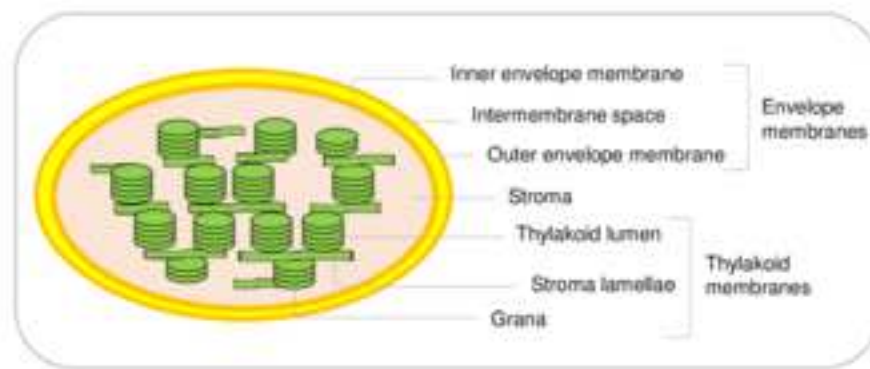 Inner envelope membrane
Intermembrane space
Outer envelope membrane
Envelope
membranes
Stroma
Thylakoid lumen
Stroma lamellae
Grana
Thylakoid
membranes